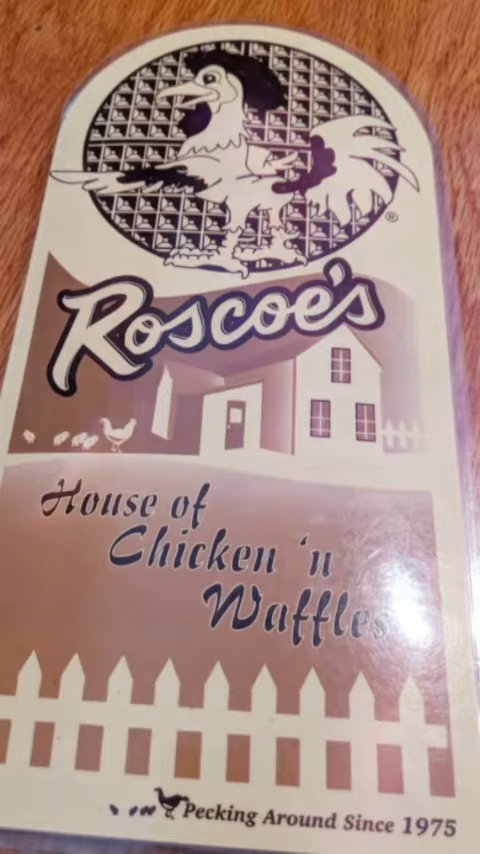 ®
Roscoe's
House of
Chicken 'n
Waffles
Pecking Around Since 1975